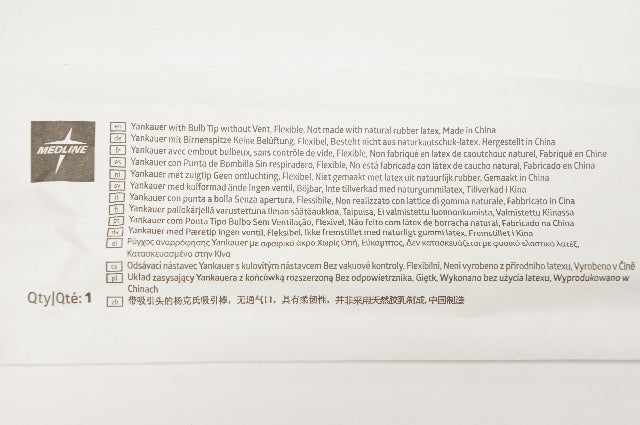 MEDLINE
en Yankauer with Bulb Tip without Vent, Flexible, Not made with natural rubber latex, Made in China
de Yankauer mit Birnenspitze Keine Belüftung, Flexibel, Besteht nicht aus naturkautschuk-latex, Hergestellt in China
fr Yankauer avec embout bulbeux, sans contrôle de vide, Flexible, Non fabriqué en latex de caoutchouc naturel, Fabriqué en Chine
es Yankauer con Punta de Bombilla Sin respiradero, Flexible, No está fabricada con látex de caucho natural, Fabricado en China
nl Yankauer met zuigtip Geen ontluchting, Flexibel, Niet gemaakt met latex uit natuurlijk rubber, Gemaakt in China
sv Yankauer med kulformad ände Ingen ventil, Böjbar, Inte tillverkad med naturgummilatex, Tillverkad i Kina
it Yankauer con punta a bolla Senza apertura, Flessibile, Non realizzato con lattice di gomma naturale, Fabbricato in Cina
fi Yankauer pallokärjellä varustettuna Ilman säätöaukkoa, Taipuisa, Ei valmistettu luonnonkumista, Valmistettu Kiinassa
pt Yankauer com Ponta Tipo Bulbo Sem Ventilação, Flexível, Não feito com látex de borracha natural, Fabricado na China
da Yankauer med Pæretip Ingen ventil, Fleksibel, Ikke fremstillet med naturligt gummi latex, Fremstillet i Kina
el Ρύγχος αναρρόφησης Yankauer με σφαιρικό άκρο Χωρίς Οπή, Εύκαμπτος, Δεν κατασκευάζεται με φυσικό ελαστικό λατέξ,
Κατασκευασμένο στην Κίνα
cs Odsávací nástavec Yankauer s kulovitým nástavcem Bez vakuové kontroly, Flexibilní, Není vyrobeno z přírodního latexu, Vyrobeno v Číně
pl Układ zasysający Yankauera z końcówką rozszerzoną Bez odpowietrznika, Giętk, Wykonano bez użycia latexu, Wyprodukowano w
Chinach
zh 带吸引头的杨克氏吸引棒，无通气口，具有柔韧性，并非采用天然胶乳制成，中国制造
Qty|Qté: 1